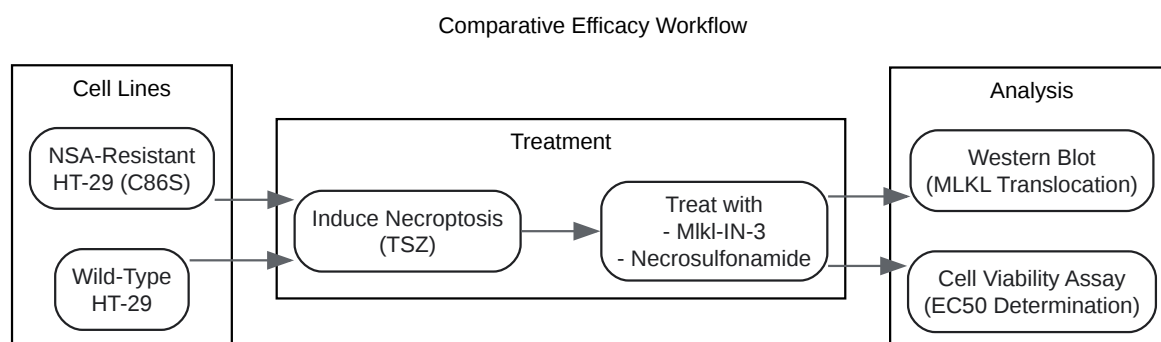 Comparative Efficacy Workflow
Cell Lines
NSA-Resistant
HT-29 (C86S)
Wild-Type
HT-29
Treatment
Induce Necroptosis
(TSZ)
Treat with
- Mlkl-IN-3
- Necrosulfonamide
Analysis
Western Blot
(MLKL Translocation)
Cell Viability Assay
(EC50 Determination)